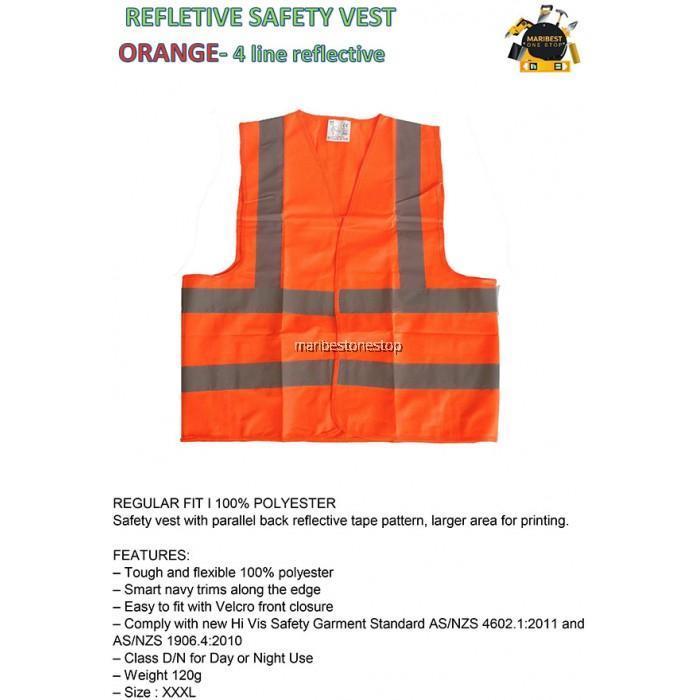 REFLETIVE SAFETY VEST
ORANGE- 4 line reflective
MARIBEST
ONE STOP
maribestonestop
REGULAR FIT I 100% POLYESTER
Safety vest with parallel back reflective tape pattern, larger area for printing.
FEATURES:
– Tough and flexible 100% polyester
– Smart navy trims along the edge
– Easy to fit with Velcro front closure
– Comply with new Hi Vis Safety Garment Standard AS/NZS 4602.1:2011 and
AS/NZS 1906.4:2010
– Class D/N for Day or Night Use
– Weight 120g
– Size : XXXL